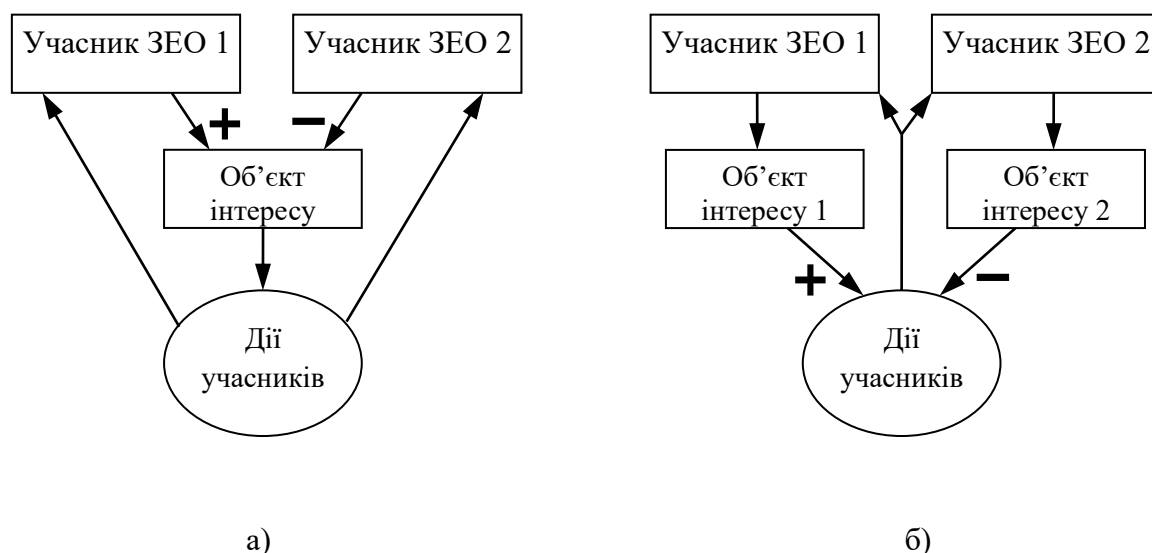 Учасник ЗЕО 1
Учасник ЗЕО 2
+
−
Об’єкт
інтересу
Дії
учасників
а)
Учасник ЗЕО 1
Учасник ЗЕО 2
Об’єкт
інтересу 1
Об’єкт
інтересу 2
+
−
Дії
учасників
б)